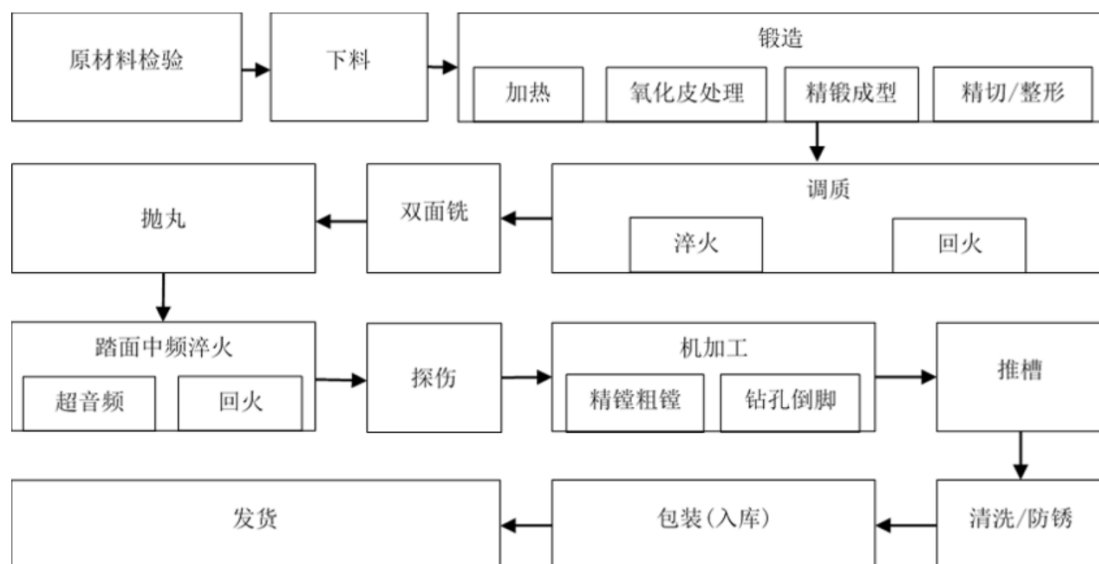 原材料检验
下料
锻造
加热
氧化皮处理
精锻成型
精切/整形
调质
淬火
回火
双面铣
抛丸
踏面中频淬火
超音频
回火
探伤
机加工
精镗粗镗
钻孔倒脚
推槽
清洗/防锈
包装(入库)
发货